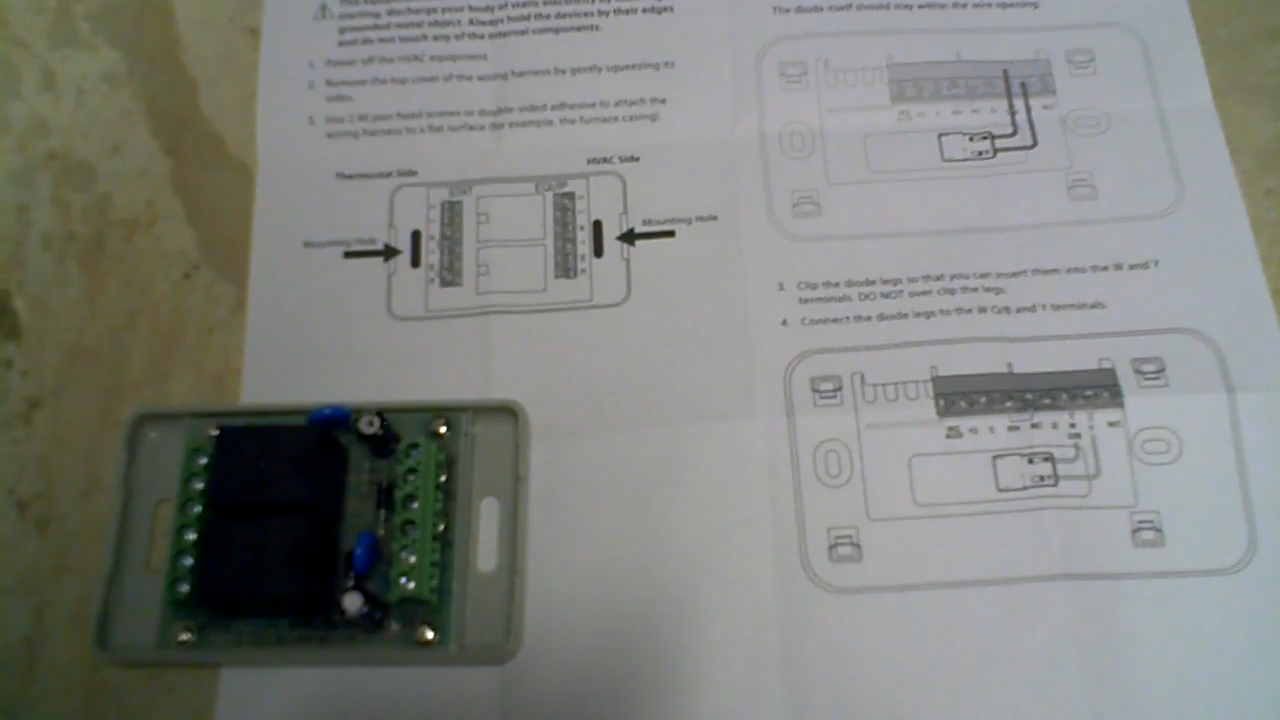 starting, discharge your body of static electricity by
grounded metal object. Always hold the devices by their edges
and do not touch any of the internal components.
1. Power off the HVAC equipment.
2. Remove the top cover of the wiring harness by gently squeezing its
sides.
3. Use 2 #6 pan head screws or double-sided adhesive to attach the
wiring harness to a flat surface (for example, the furnace casing).
HVAC Side
Thermostat Side
STAT EQUIP
Mounting Hole
Mounting Hole
The diode itself should stay within the wire opening.
3. Clip the diode legs so that you can insert them into the W and Y
terminals. DO NOT over clip the legs.
4. Connect the diode legs to the W O/B and Y terminals.